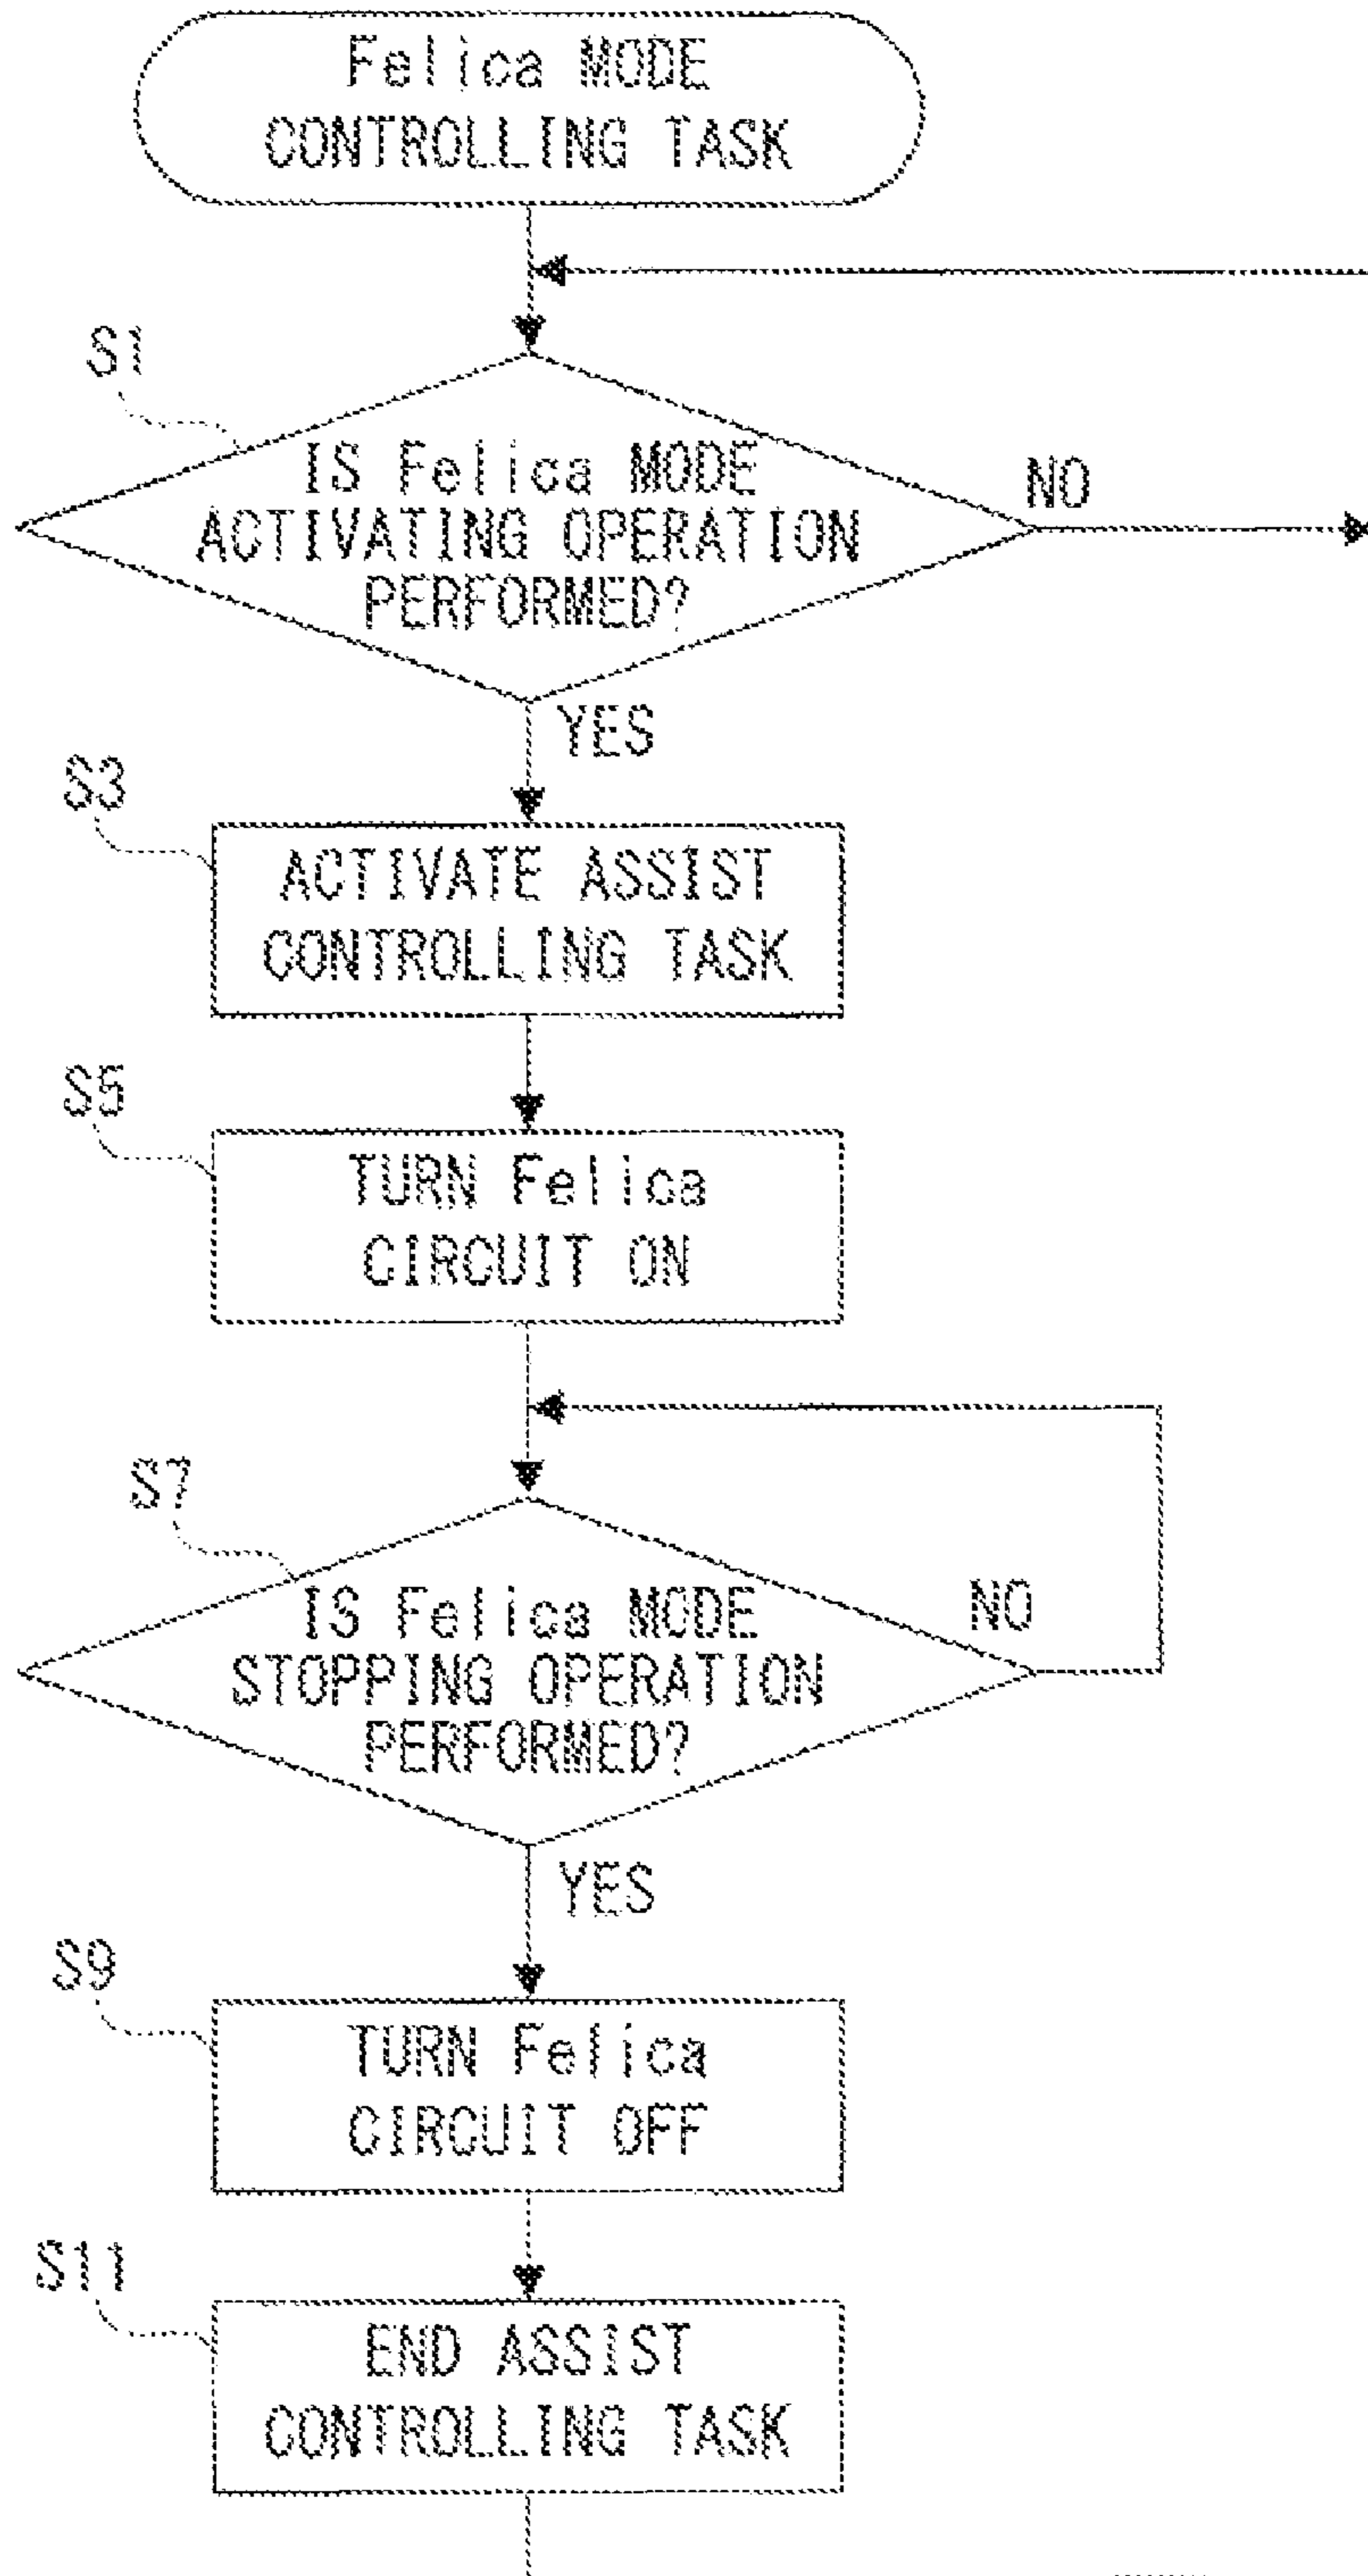 Felica MODE
CONTROLLING TASK
S1
IS Felica MODE
ACTIVATING OPERATION
PERFORMED?
NO
YES
S3
ACTIVATE ASSIST
CONTROLLING TASK
S5
TURN Felica
CIRCUIT ON
S7
IS Felica MODE
STOPPING OPERATION
PERFORMED?
NO
YES
S9
TURN Felica
CIRCUIT OFF
S11
END ASSIST
CONTROLLING TASK